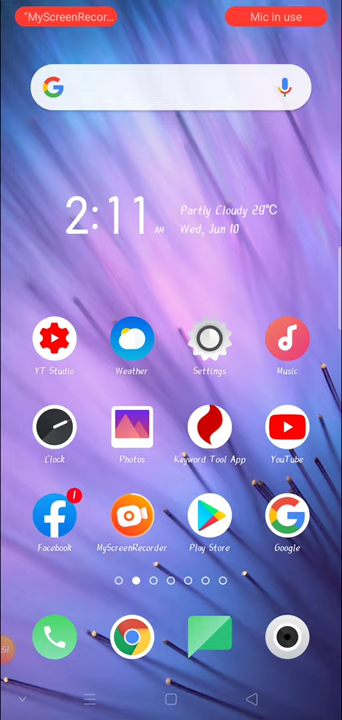 "MyScreenRecor...
Mic in use
2:11 AM
Partly Cloudy 29°C
Wed, Jun 10
YT Studio
Weather
Settings
Music
Clock
Photos
Keyword Tool App
YouTube
1
Facebook
MyScreenRecorder
Play Store
Google